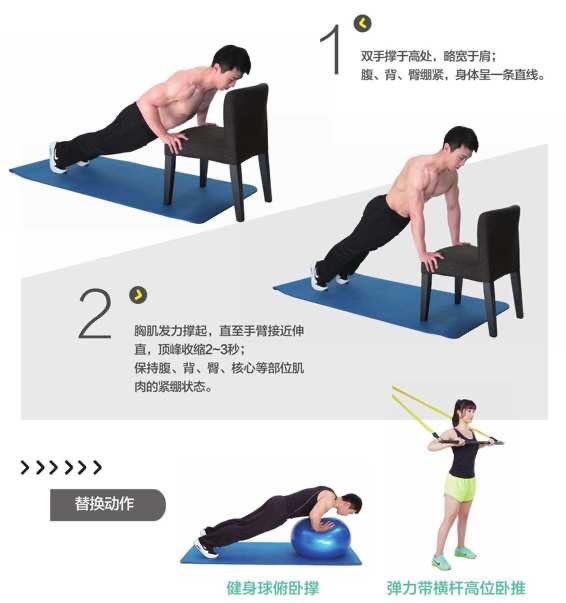 1
双手撑于高处，略宽于肩；
腹、背、臀绷紧，身体呈一条直线。
2
胸肌发力撑起，直至手臂接近伸
直，顶峰收缩2~3秒；
保持腹、背、臀、核心等部位肌
肉的紧绷状态。
替换动作
健身球俯卧撑
弹力带横杆高位卧推